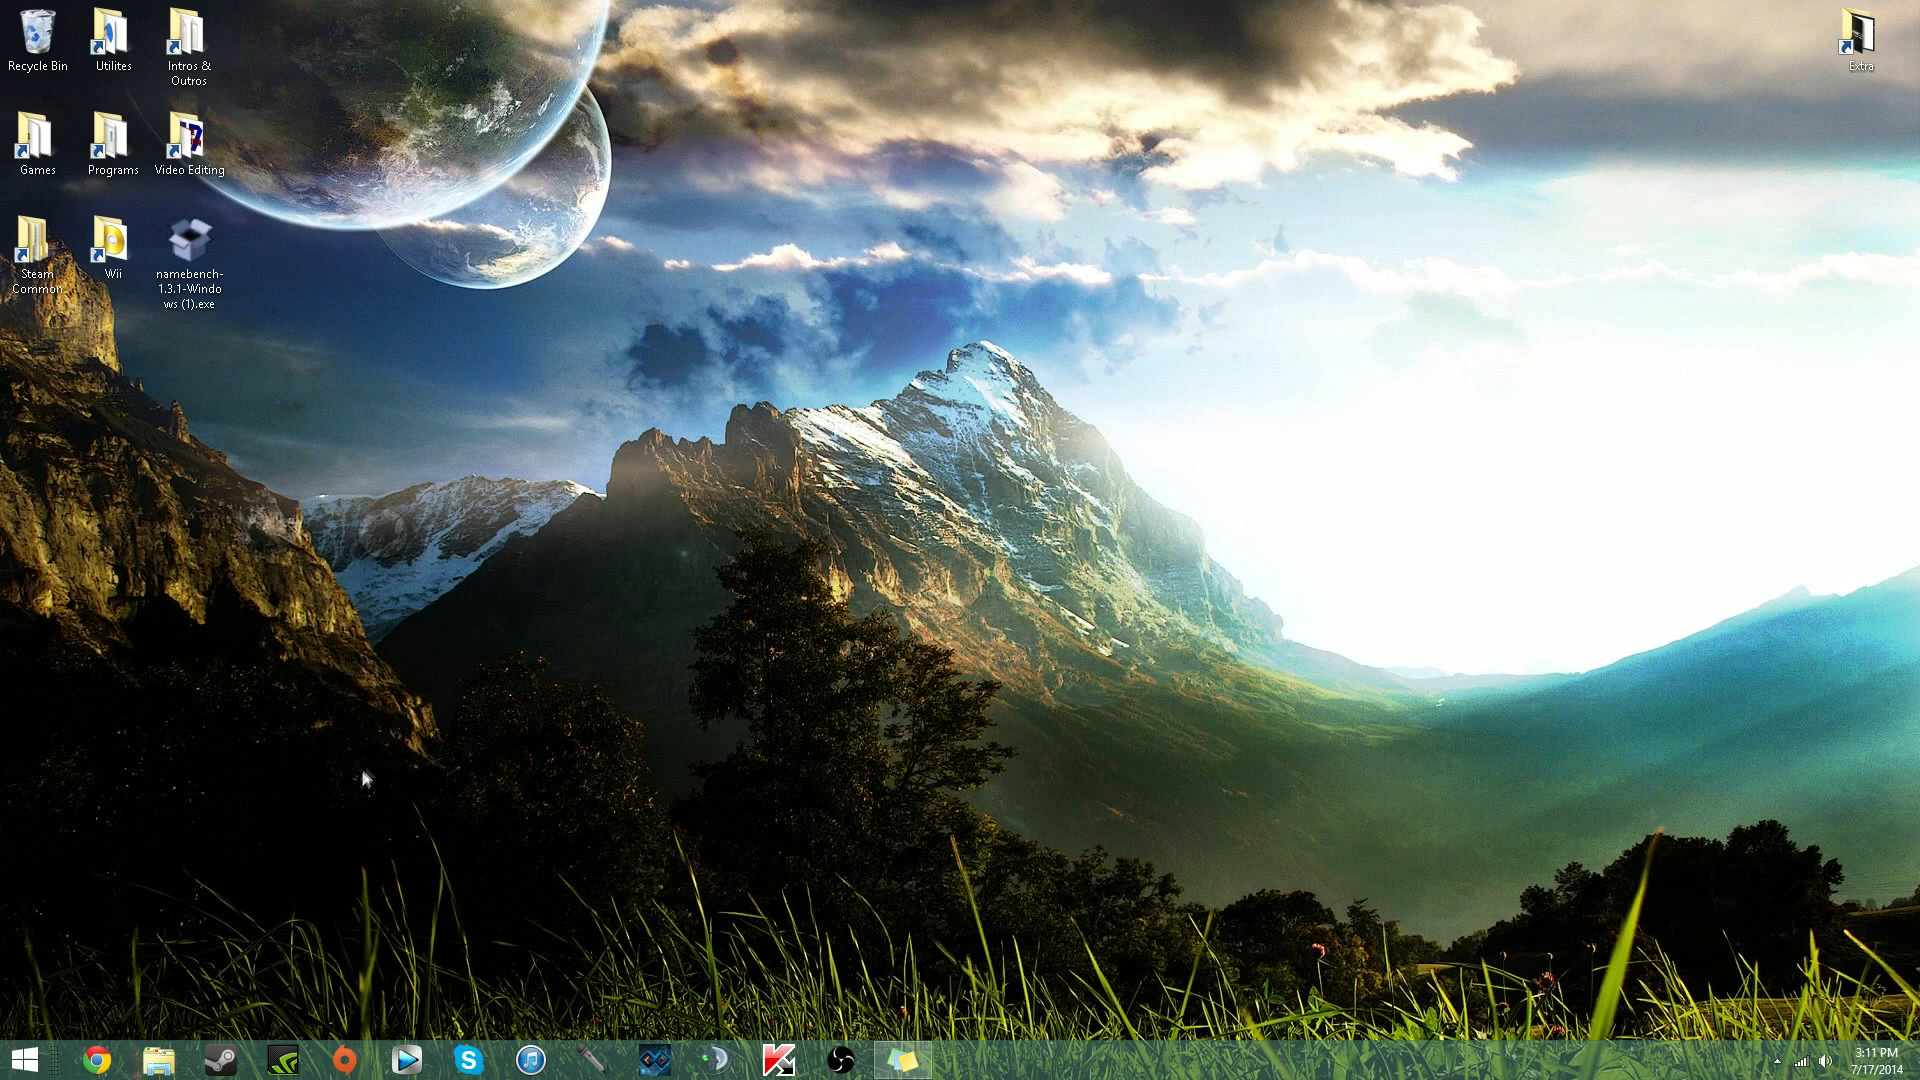 Recycle Bin
Utilites
Intros &
Outros
Extra
Games
Programs
Video Editing
Steam
Common
Wii
namebench-
1.3.1-Windo
ws (1).exe
3:11 PM
7/17/2014